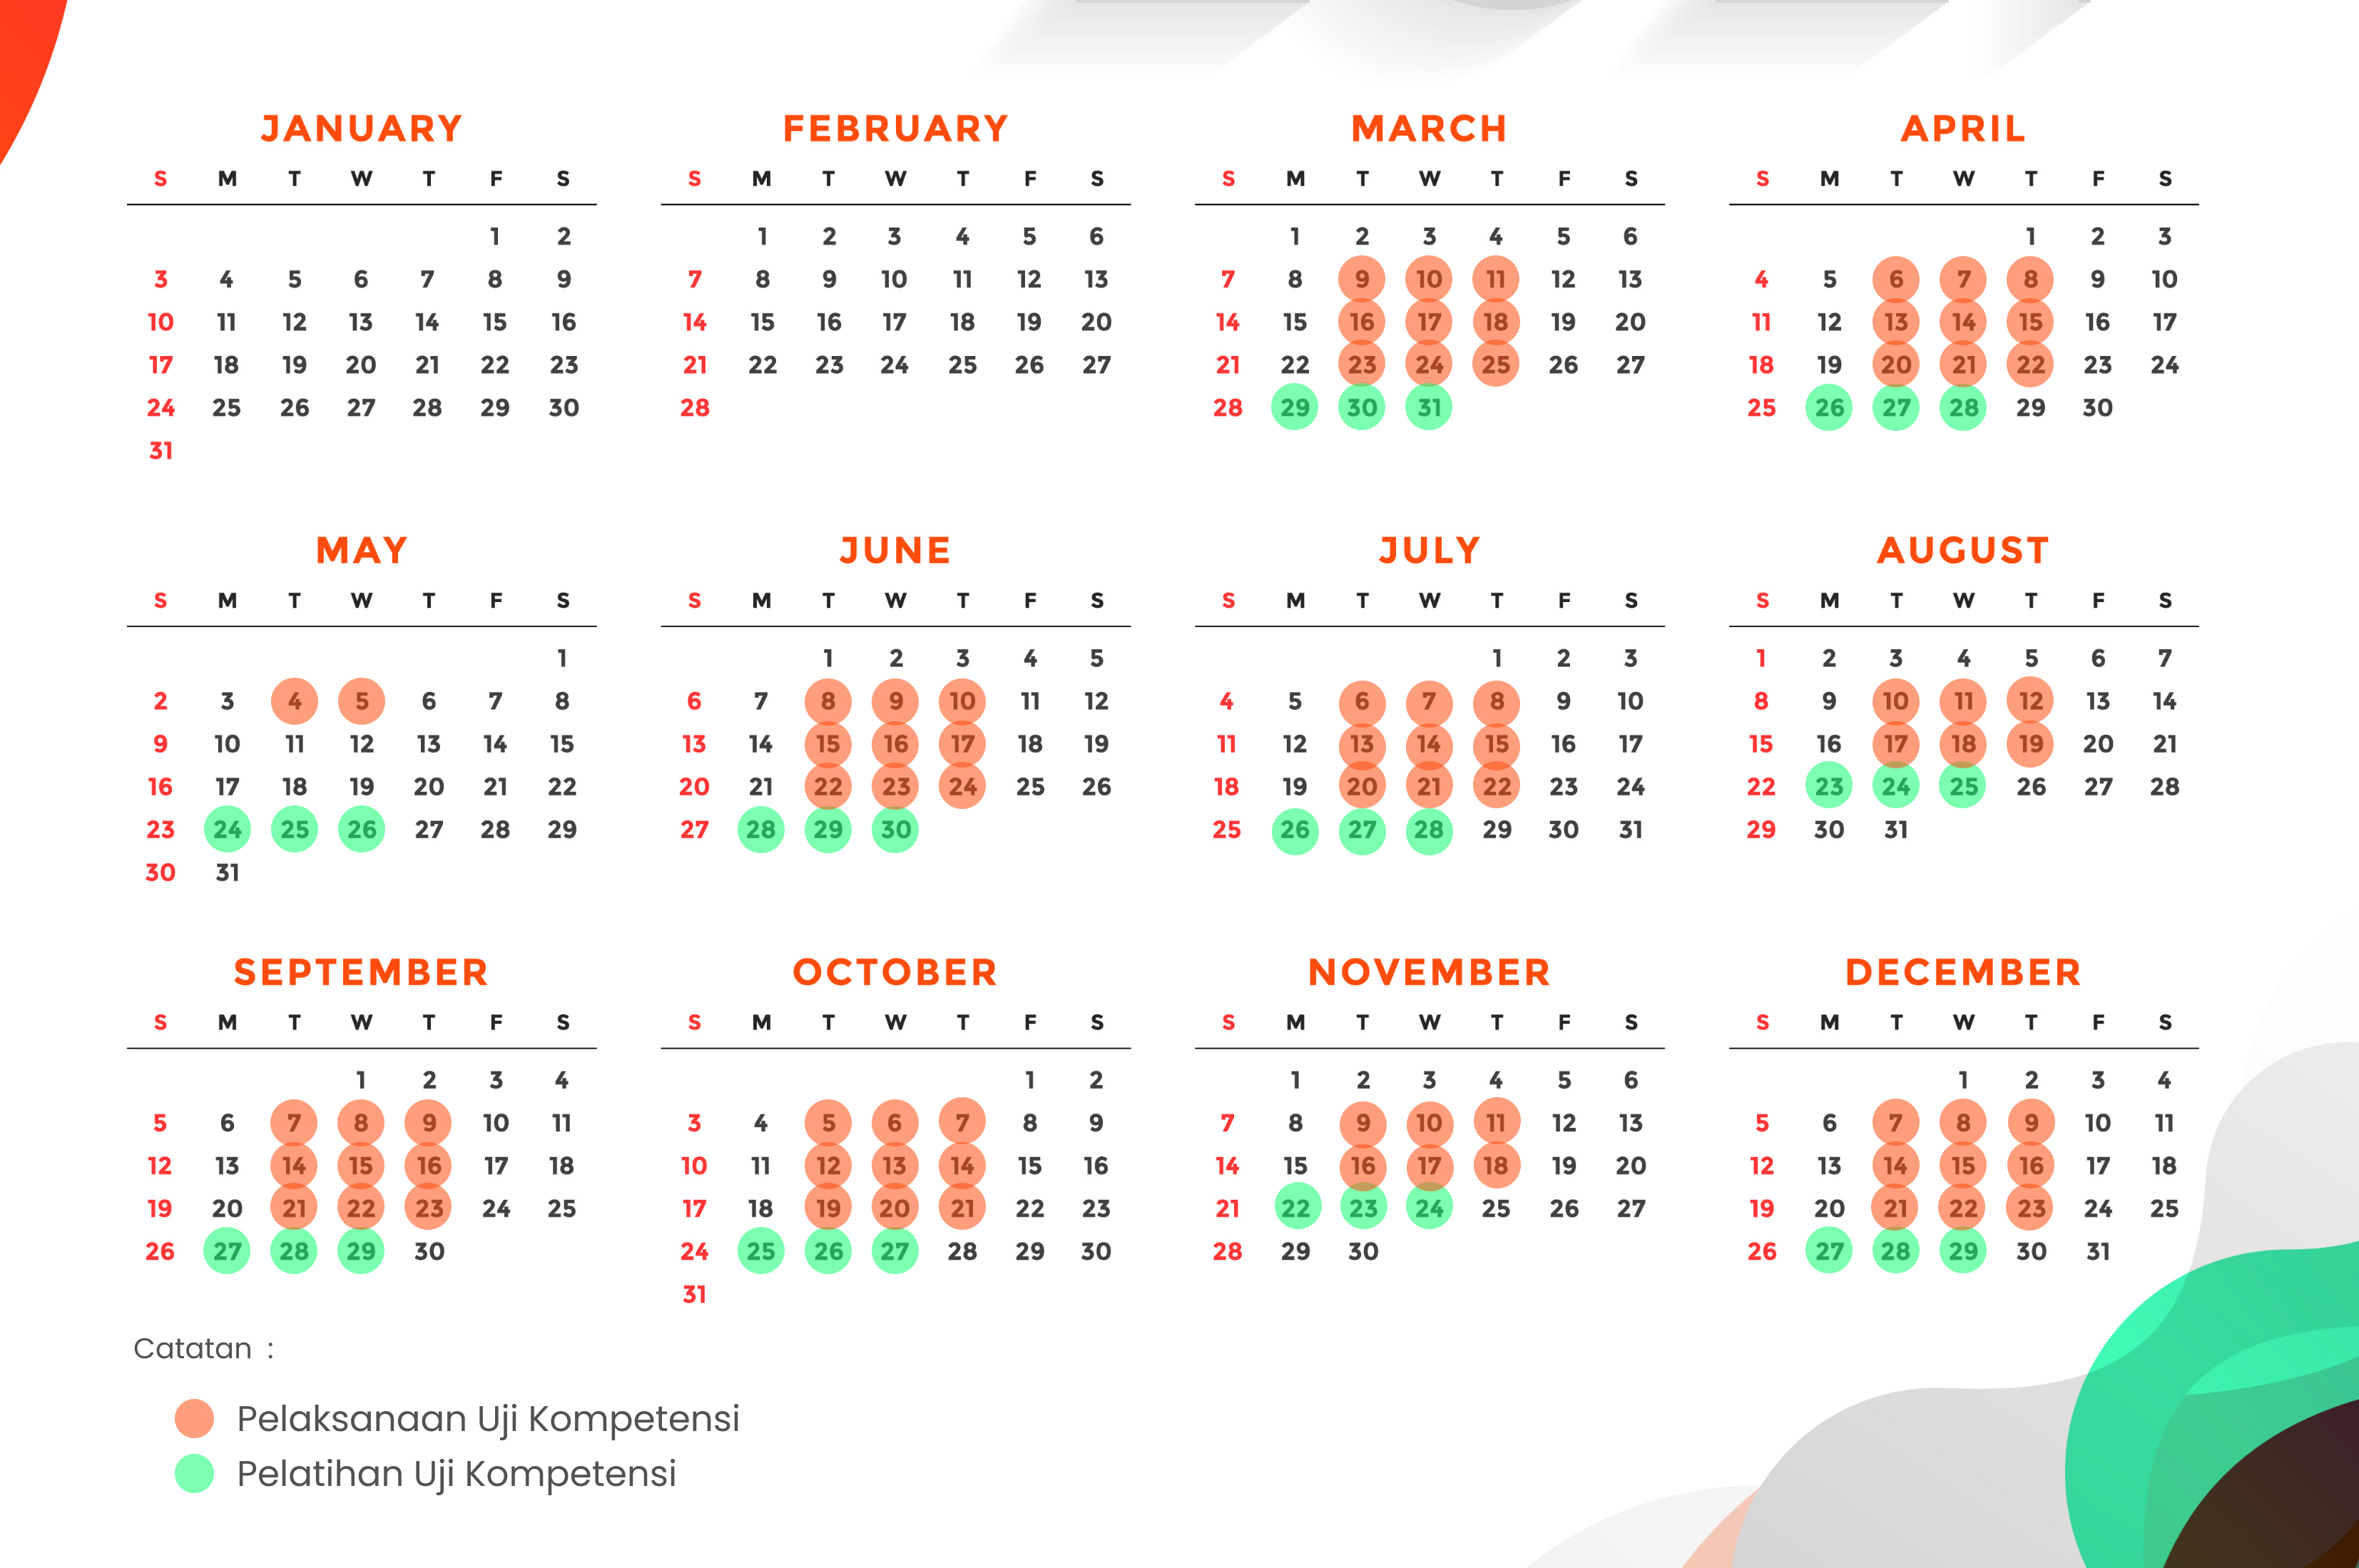 JANUARY
S M T W T F S
1 2
3 4 5 6 7 8 9
10 11 12 13 14 15 16
17 18 19 20 21 22 23
24 25 26 27 28 29 30
31
FEBRUARY
S M T W T F S
1 2 3 4 5 6
7 8 9 10 11 12 13
14 15 16 17 18 19 20
21 22 23 24 25 26 27
28
MARCH
S M T W T F S
1 2 3 4 5 6
7 8 9 10 11 12 13
14 15 16 17 18 19 20
21 22 23 24 25 26 27
28 29 30 31
APRIL
S M T W T F S
1 2 3
4 5 6 7 8 9 10
11 12 13 14 15 16 17
18 19 20 21 22 23 24
25 26 27 28 29 30
MAY
S M T W T F S
1
2 3 4 5 6 7 8
9 10 11 12 13 14 15
16 17 18 19 20 21 22
23 24 25 26 27 28 29
30 31
JUNE
S M T W T F S
1 2 3 4 5
6 7 8 9 10 11 12
13 14 15 16 17 18 19
20 21 22 23 24 25 26
27 28 29 30
JULY
S M T W T F S
1 2 3
4 5 6 7 8 9 10
11 12 13 14 15 16 17
18 19 20 21 22 23 24
25 26 27 28 29 30 31
AUGUST
S M T W T F S
1 2 3 4 5 6 7
8 9 10 11 12 13 14
15 16 17 18 19 20 21
22 23 24 25 26 27 28
29 30 31
SEPTEMBER
S M T W T F S
1 2 3 4
5 6 7 8 9 10 11
12 13 14 15 16 17 18
19 20 21 22 23 24 25
26 27 28 29 30
OCTOBER
S M T W T F S
1 2
3 4 5 6 7 8 9
10 11 12 13 14 15 16
17 18 19 20 21 22 23
24 25 26 27 28 29 30
31
NOVEMBER
S M T W T F S
1 2 3 4 5 6
7 8 9 10 11 12 13
14 15 16 17 18 19 20
21 22 23 24 25 26 27
28 29 30
DECEMBER
S M T W T F S
1 2 3 4
5 6 7 8 9 10 11
12 13 14 15 16 17 18
19 20 21 22 23 24 25
26 27 28 29 30 31
Catatan :
Pelaksanaan Uji Kompetensi
Pelatihan Uji Kompetensi